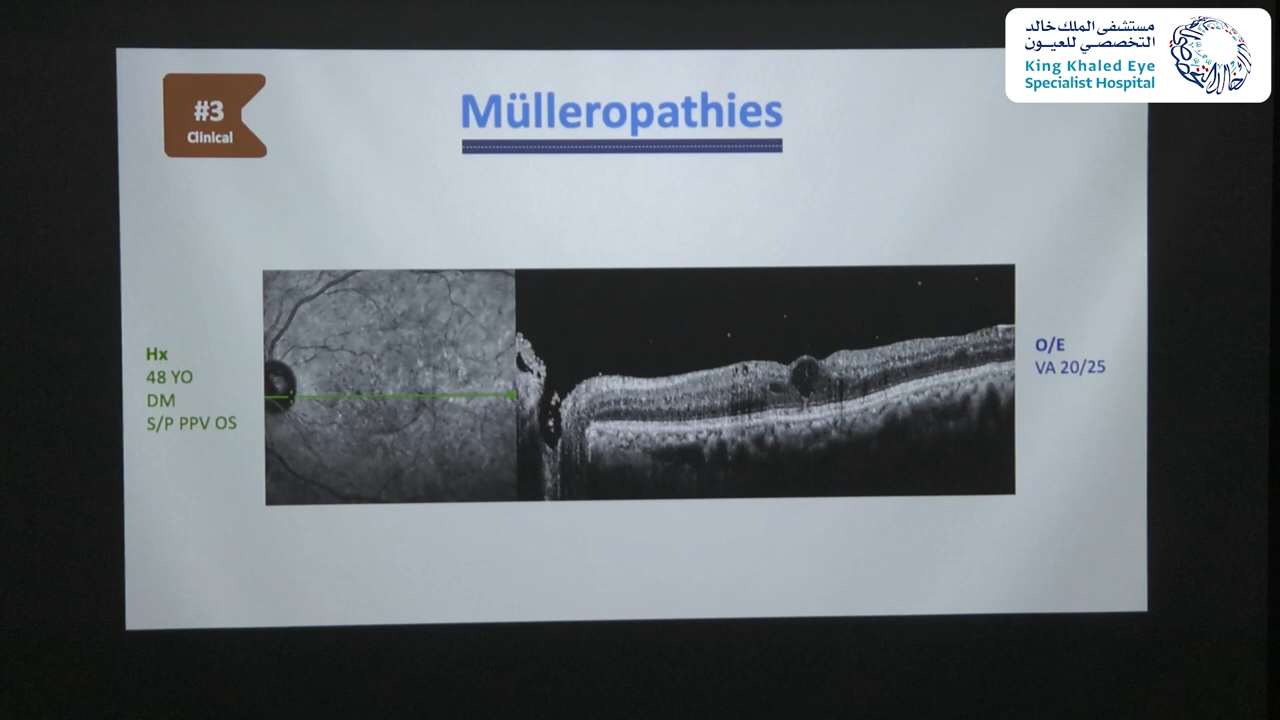 مستشفى الملك خالد
التخصصي للعيون
King Khaled Eye
Specialist Hospital
#3
Clinical
Mülleropathies
Hx
48 YO
DM
S/P PPV OS
O/E
VA 20/25